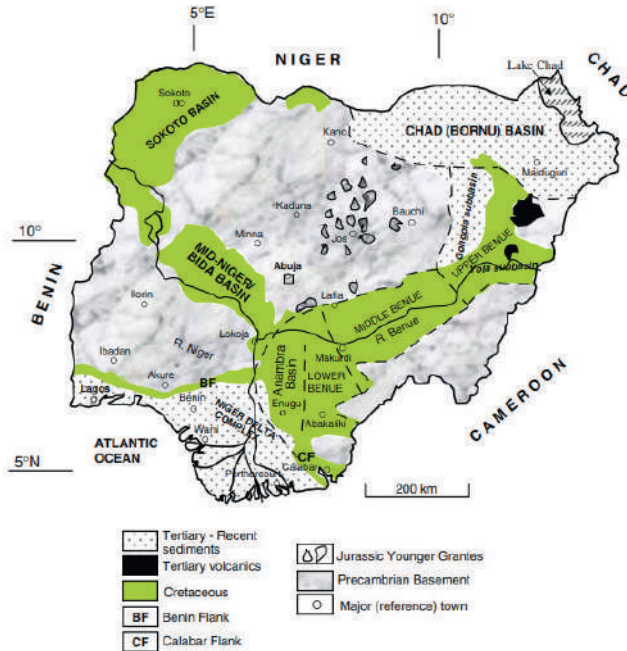 5°E
10°
NIGER
Lake Chad
CHAD
Sokoto
SOKOTO BASIN
Kano
CHAD (BORNU) BASIN
Maiduguri
Kaduna
Bauchi
Gongola subbasin
Jos
Minna
10°
MID-NIGER/
BIDA BASIN
Abuja
UPPER BENUE
Yola subbasin
BENIN
Ilorin
Lafia
MIDDLE BENUE
R. Benue
Lokoja
R. Niger
Makurdi
Ibadan
Anambra
Basin
LOWER
BENUE
CAMEROON
Akure
BF
Lagos
Benin
Enugu
NIGER DELTA
COMPLEX
Abakaliki
Warri
ATLANTIC
OCEAN
CF
5°N
Calabar
Portharcourt
200 km
Tertiary - Recent
sediments
Tertiary volcanics
Cretaceous
BF
Benin Flank
CF
Calabar Flank
Jurassic Younger Grantes
Precambrian Basement
Major (reference) town